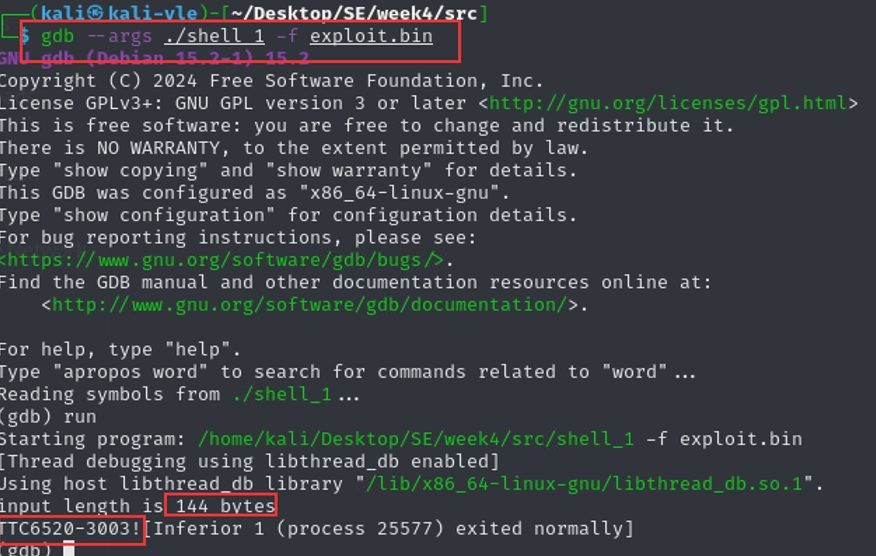 (kali㉿kali-vle)-[~/Desktop/SE/week4/src]
$ gdb --args ./shell_1 -f exploit.bin
GNU gdb (Debian 15.2-1) 15.2
Copyright (C) 2024 Free Software Foundation, Inc.
License GPLv3+: GNU GPL version 3 or later <http://gnu.org/licenses/gpl.html>
This is free software: you are free to change and redistribute it.
There is NO WARRANTY, to the extent permitted by law.
Type "show copying" and "show warranty" for details.
This GDB was configured as "x86_64-linux-gnu".
Type "show configuration" for configuration details.
For bug reporting instructions, please see:
<https://www.gnu.org/software/gdb/bugs/>.
Find the GDB manual and other documentation resources online at:
<http://www.gnu.org/software/gdb/documentation/>.
For help, type "help".
Type "apropos word" to search for commands related to "word"...
Reading symbols from ./shell_1...
(gdb) run
Starting program: /home/kali/Desktop/SE/week4/src/shell_1 -f exploit.bin
[Thread debugging using libthread_db enabled]
Using host libthread_db library "/lib/x86_64-linux-gnu/libthread_db.so.1".
input length is 144 bytes
TTC6520-3003![Inferior 1 (process 25577) exited normally]
(gdb)